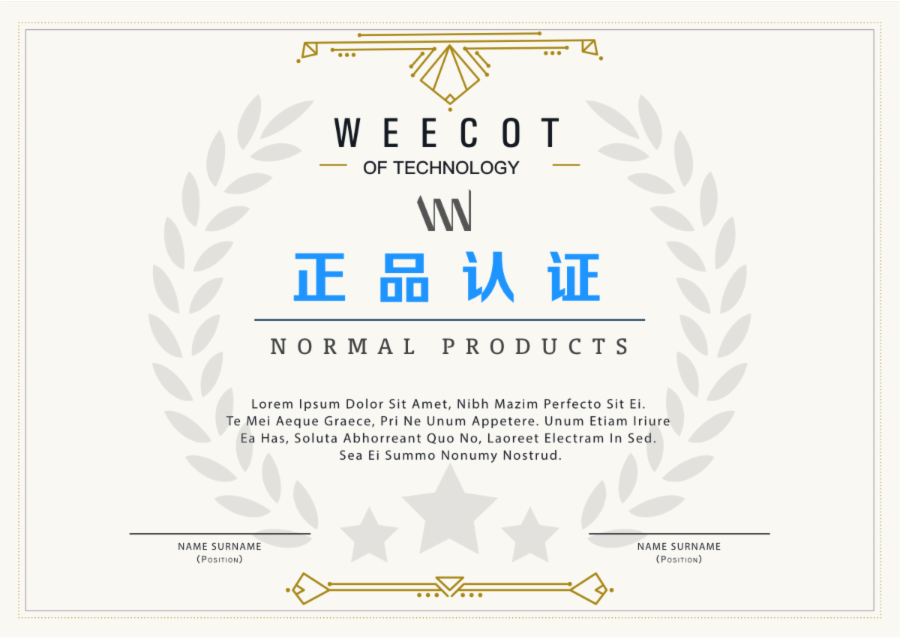 WEECOT
OF TECHNOLOGY
正品认证
NORMAL PRODUCTS
Lorem Ipsum Dolor Sit Amet, Nibh Mazim Perfecto Sit Ei.
Te Mei Aeque Graece, Pri Ne Unum Appetere. Unum Etiam Iriure
Ea Has, Soluta Abhorreant Quo No, Laoreet Electram In Sed.
Sea Ei Summo Nonumy Nostrud.
NAME SURNAME
(POSITION)
NAME SURNAME
(POSITION)